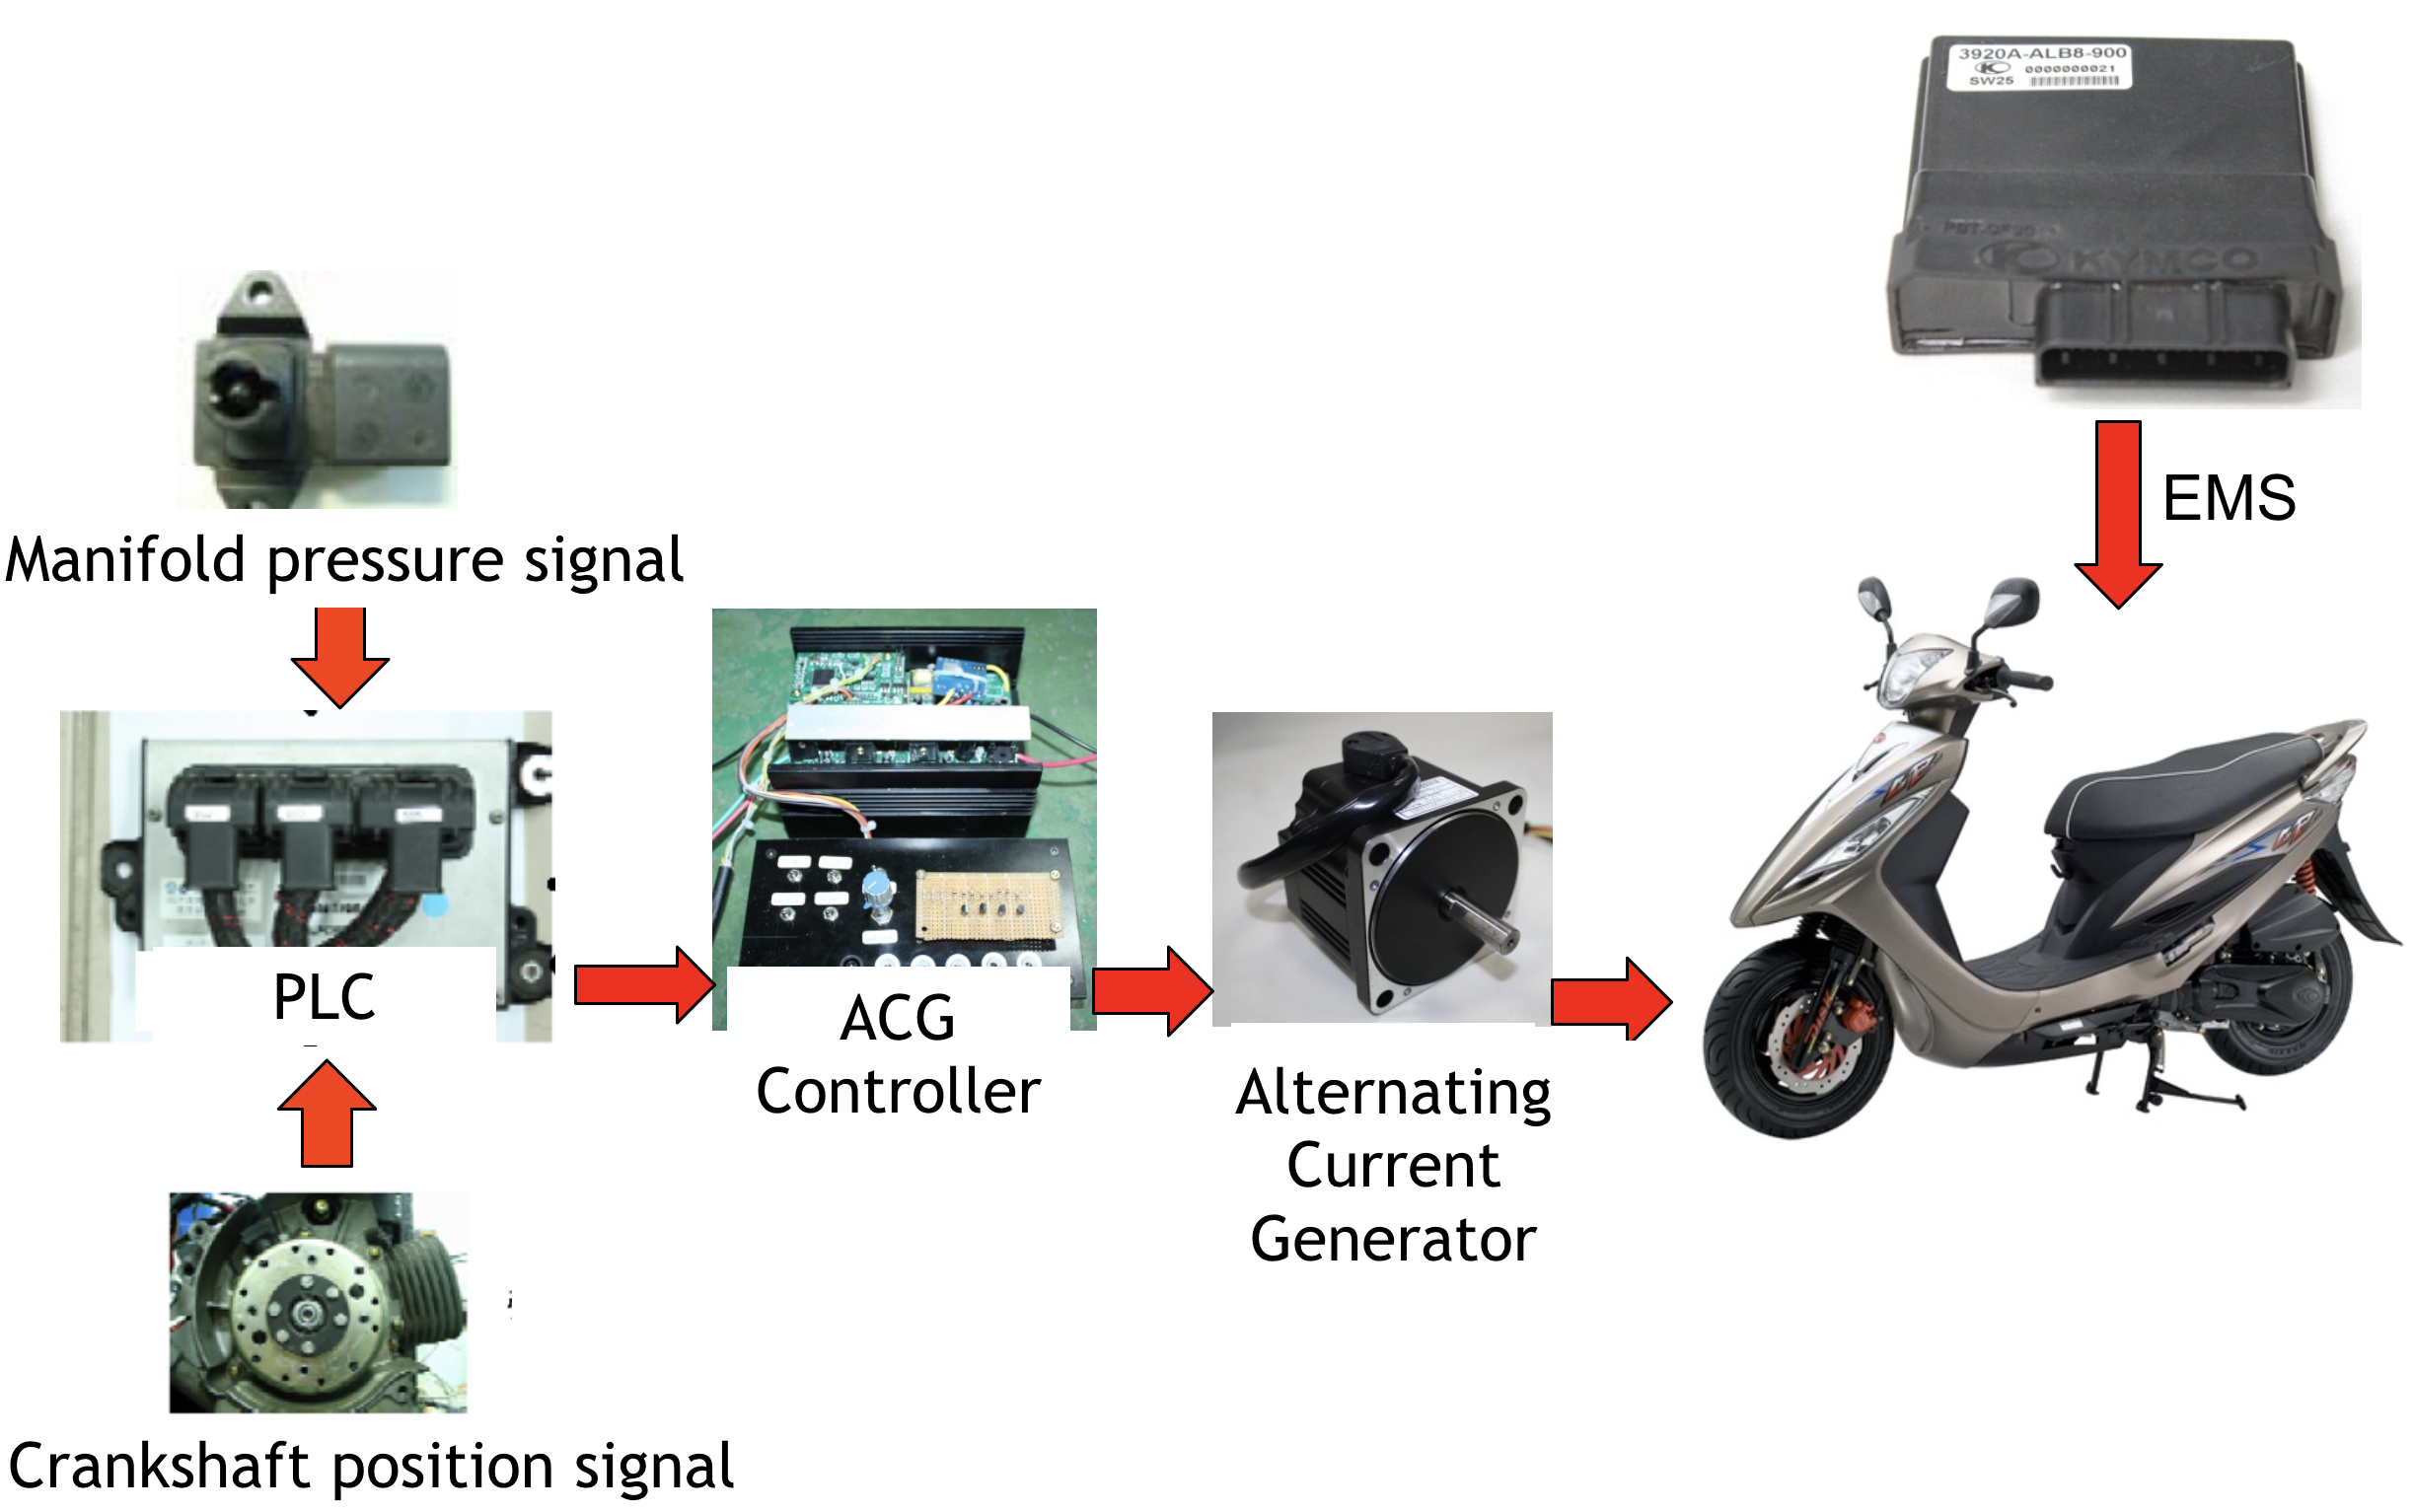 3920A-ALB8-900
0000000021
SW25
KYMCO
EMS
Manifold pressure signal
PLC
ACG
Controller
Alternating
Current
Generator
Crankshaft position signal